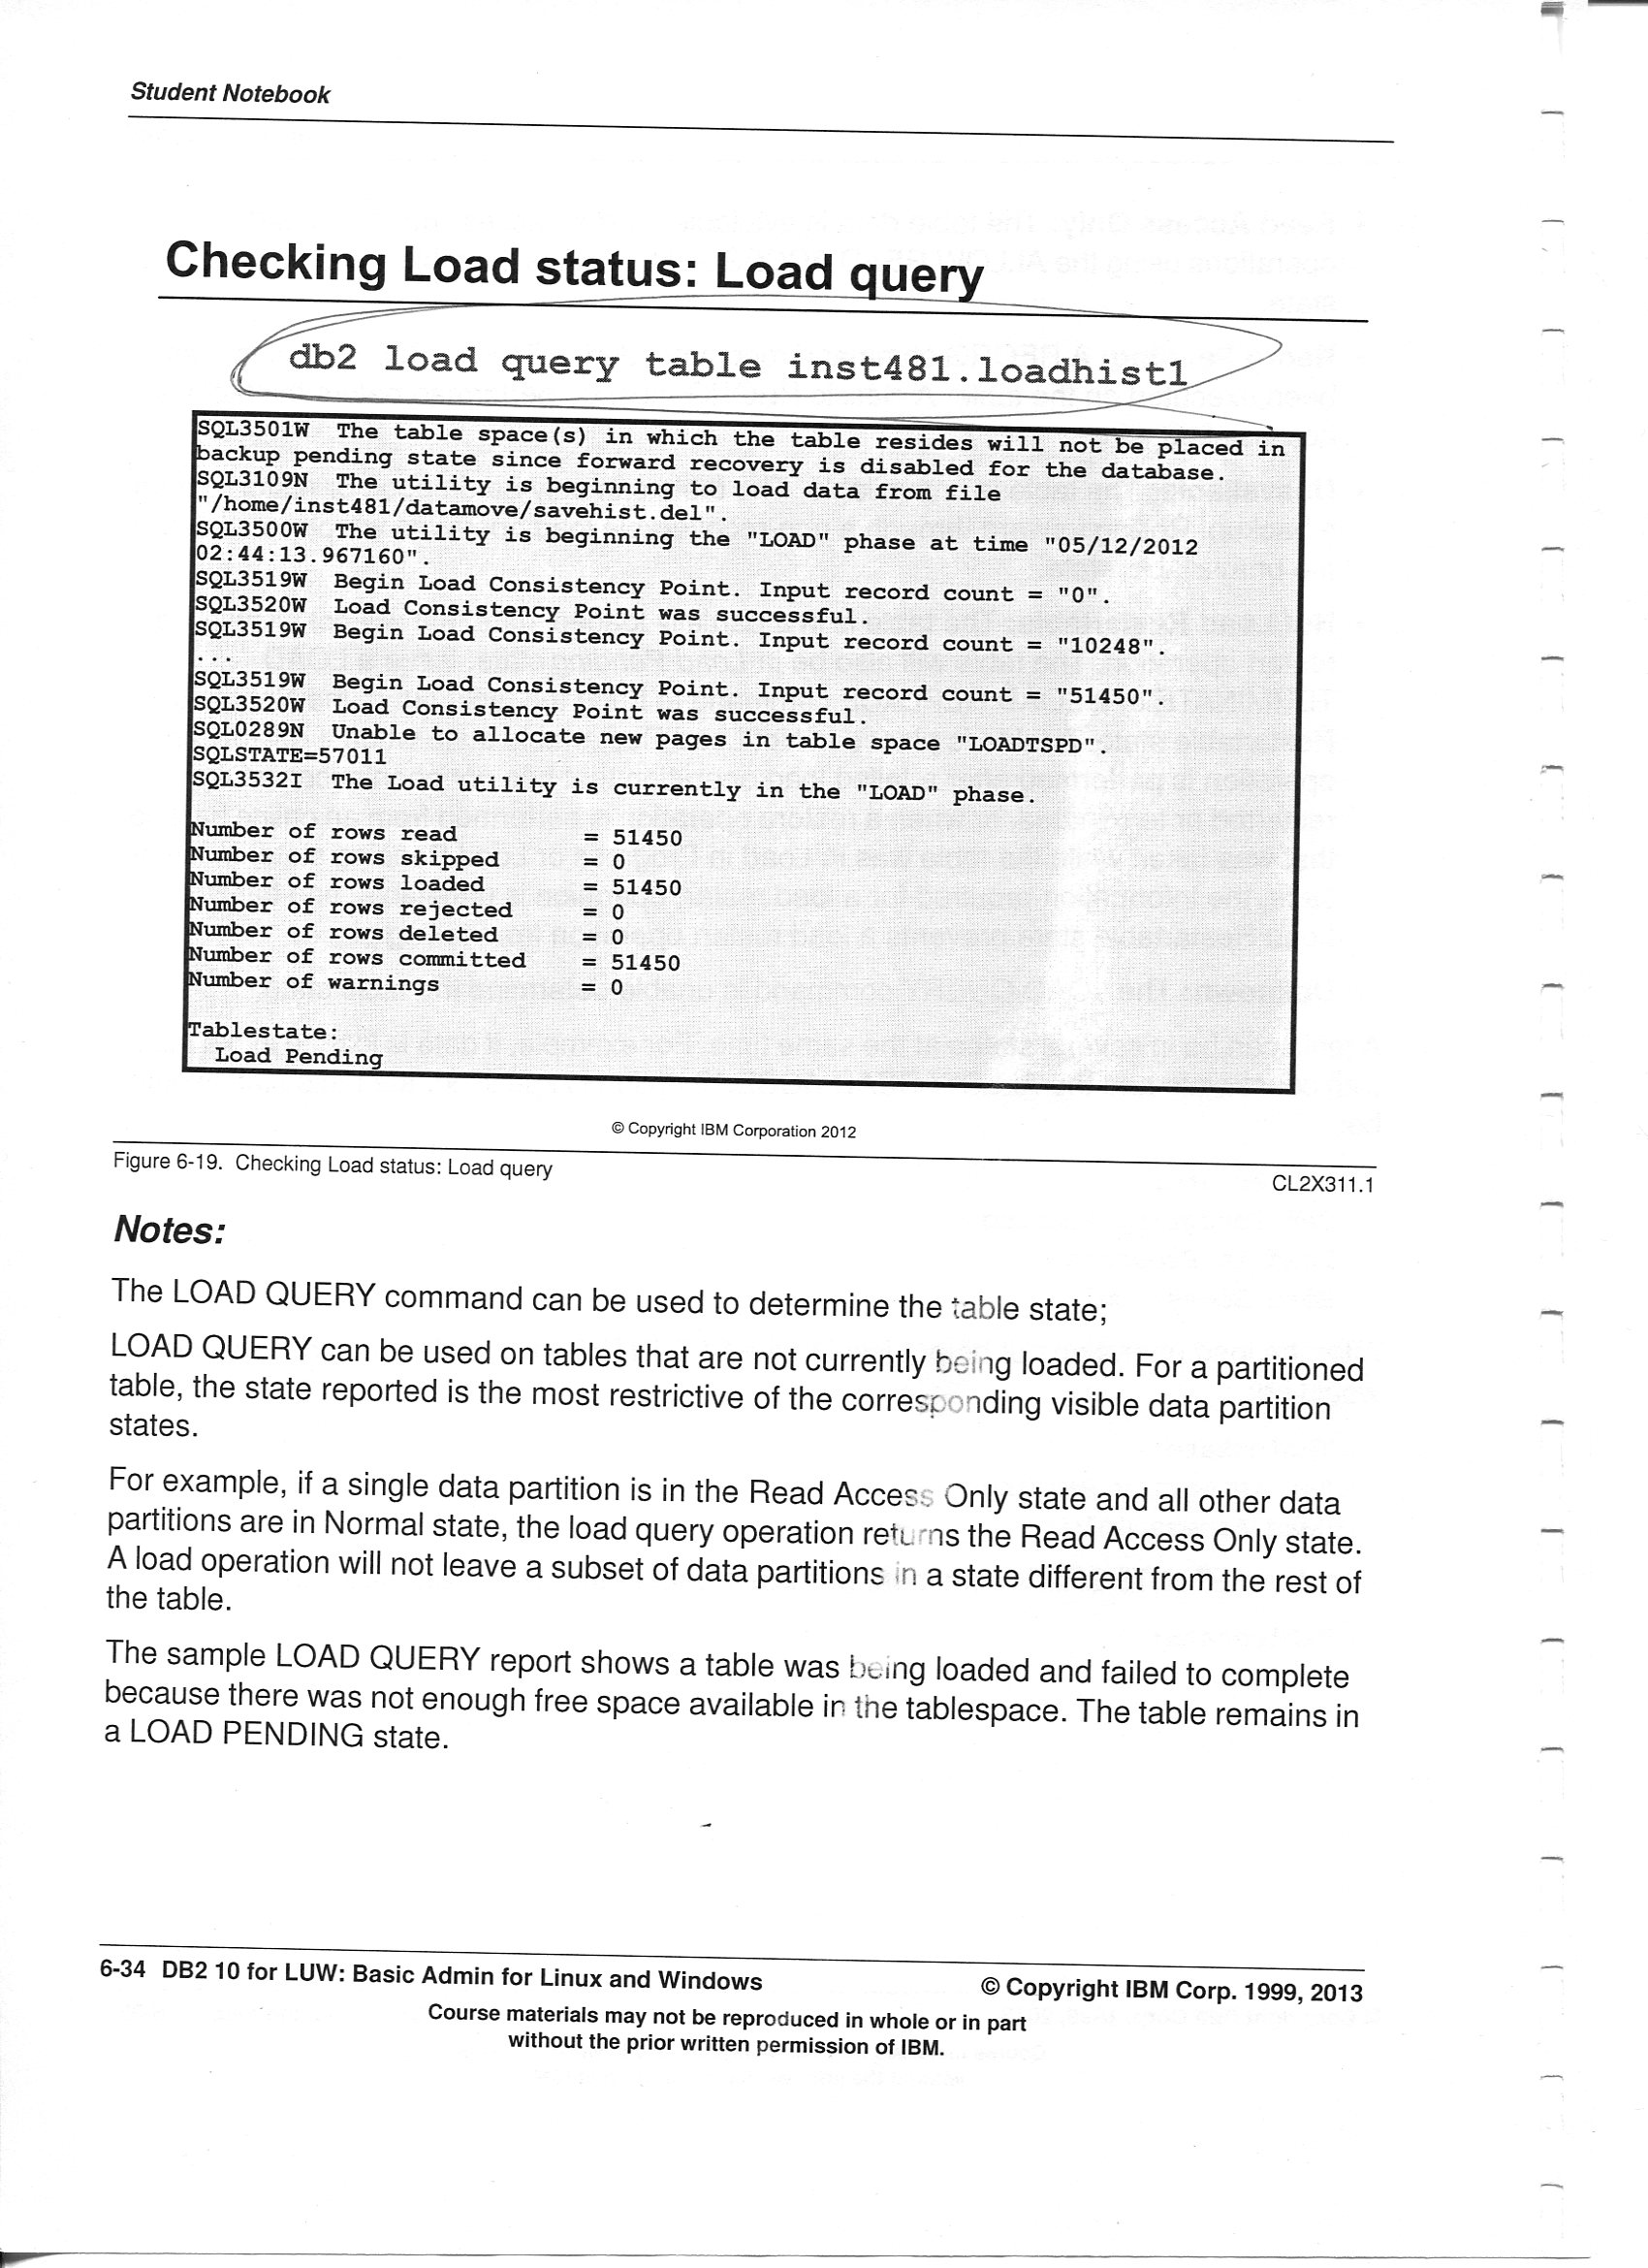 Student Notebook
Checking Load status: Load query
db2 load query table inst481.loadhist1
SQL3501W  The table space(s) in which the table resides will not be placed in
backup pending state since forward recovery is disabled for the database.
SQL3109N  The utility is beginning to load data from file
"/home/inst481/datamove/savehist.del".
SQL3500W  The utility is beginning the "LOAD" phase at time "05/12/2012
02:44:13.967160".
SQL3519W  Begin Load Consistency Point. Input record count = "0".
SQL3520W  Load Consistency Point was successful.
SQL3519W  Begin Load Consistency Point. Input record count = "10248".
...
SQL3519W  Begin Load Consistency Point. Input record count = "51450".
SQL3520W  Load Consistency Point was successful.
SQL0289N  Unable to allocate new pages in table space "LOADTSPD".
SQLSTATE=57011
SQL3532I  The Load utility is currently in the "LOAD" phase.
Number of rows read         = 51450
Number of rows skipped      = 0
Number of rows loaded       = 51450
Number of rows rejected     = 0
Number of rows deleted      = 0
Number of rows committed    = 51450
Number of warnings          = 0
Tablestate:
  Load Pending
© Copyright IBM Corporation 2012
Figure 6-19.  Checking Load status: Load query
CL2X311.1
Notes:
The LOAD QUERY command can be used to determine the table state;
LOAD QUERY can be used on tables that are not currently being loaded. For a partitioned
table, the state reported is the most restrictive of the corresponding visible data partition
states.
For example, if a single data partition is in the Read Access Only state and all other data
partitions are in Normal state, the load query operation returns the Read Access Only state.
A load operation will not leave a subset of data partitions in a state different from the rest of
the table.
The sample LOAD QUERY report shows a table was being loaded and failed to complete
because there was not enough free space available in the tablespace. The table remains in
a LOAD PENDING state.
6-34  DB2 10 for LUW: Basic Admin for Linux and Windows
© Copyright IBM Corp. 1999, 2013
Course materials may not be reproduced in whole or in part
without the prior written permission of IBM.